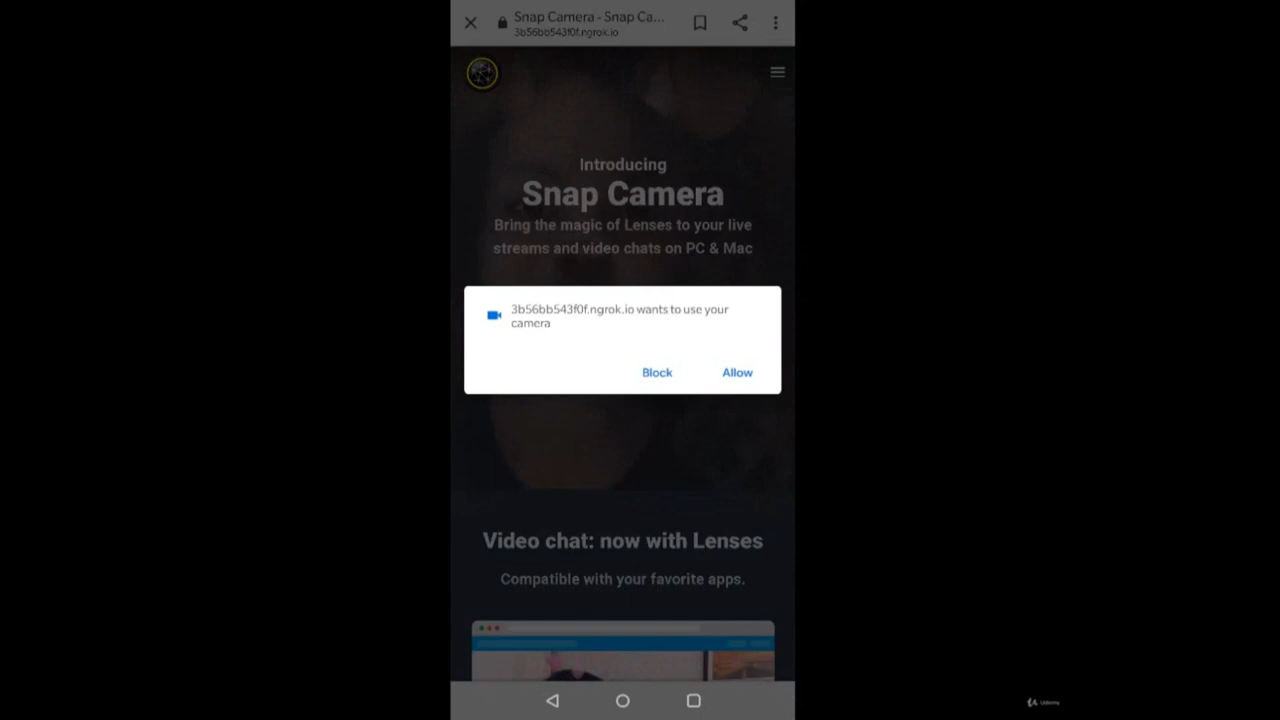 Snap Camera - Snap Ca...
3b56bb543f0f.ngrok.io
Introducing
Snap Camera
Bring the magic of Lenses to your live
streams and video chats on PC & Mac
3b56bb543f0f.ngrok.io wants to use your
camera
Block
Allow
Video chat: now with Lenses
Compatible with your favorite apps.
Udemy